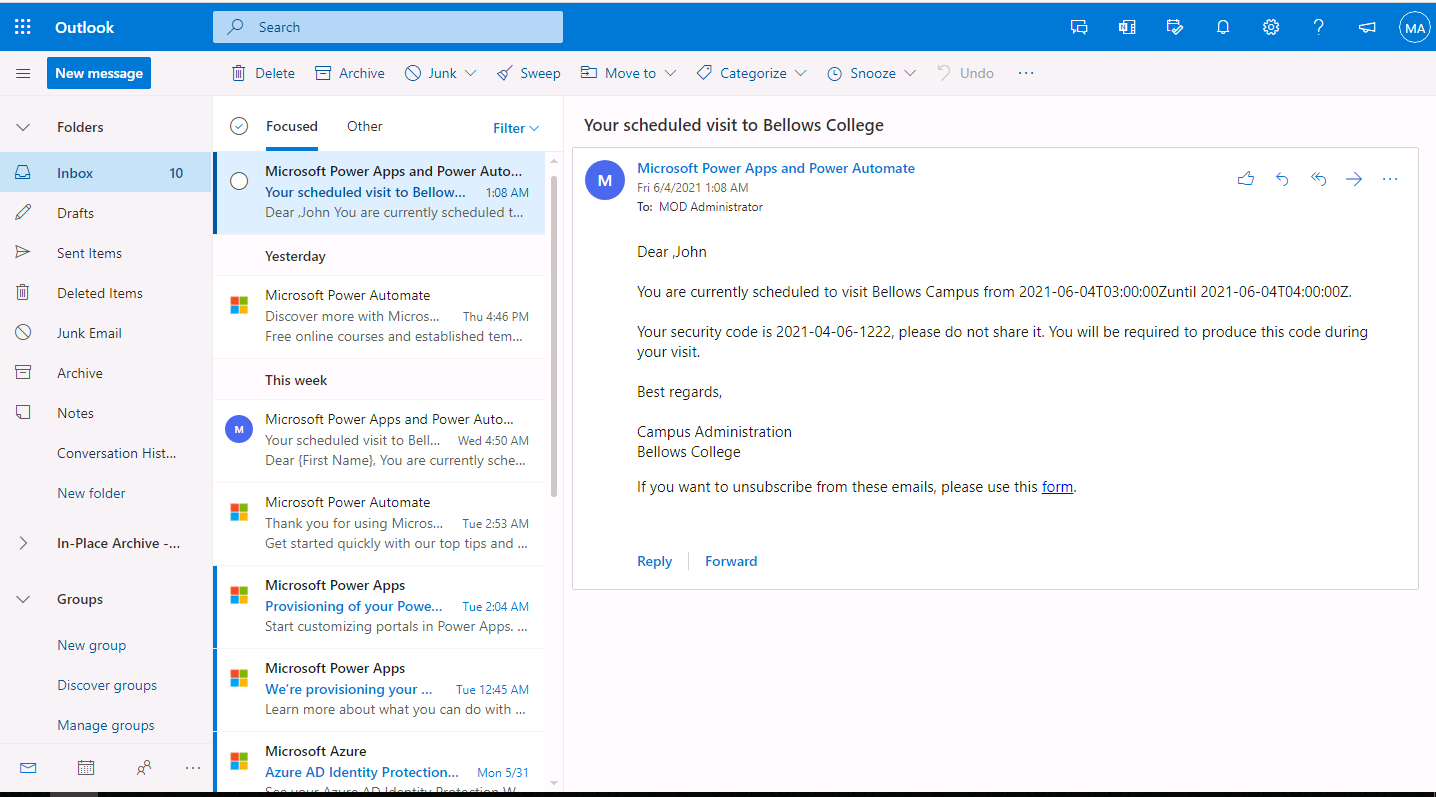 Outlook
Search
MA
New message
Delete
Archive
Junk
Sweep
Move to
Categorize
Snooze
Undo
Folders
Inbox 10
Drafts
Sent Items
Deleted Items
Junk Email
Archive
Notes
Conversation Hist...
New folder
In-Place Archive -...
Groups
New group
Discover groups
Manage groups
Focused
Other
Filter
Microsoft Power Apps and Power Auto...
Your scheduled visit to Bellow... 1:08 AM
Dear ,John You are currently scheduled t...
Yesterday
Microsoft Power Automate
Discover more with Micros... Thu 4:46 PM
Free online courses and established tem...
This week
M
Microsoft Power Apps and Power Auto...
Your scheduled visit to Bell... Wed 4:50 AM
Dear {First Name}, You are currently sche...
Microsoft Power Automate
Thank you for using Micros... Tue 2:53 AM
Get started quickly with our top tips and ...
Microsoft Power Apps
Provisioning of your Powe... Tue 2:04 AM
Start customizing portals in Power Apps. ...
Microsoft Power Apps
We're provisioning your ... Tue 12:45 AM
Learn more about what you can do with ...
Microsoft Azure
Azure AD Identity Protection... Mon 5/31
See your Azure AD Identity Protection W...
Your scheduled visit to Bellows College
M
Microsoft Power Apps and Power Automate
Fri 6/4/2021 1:08 AM
To: MOD Administrator
Dear ,John
You are currently scheduled to visit Bellows Campus from 2021-06-04T03:00:00Zuntil 2021-06-04T04:00:00Z.
Your security code is 2021-04-06-1222, please do not share it. You will be required to produce this code during
your visit.
Best regards,
Campus Administration
Bellows College
If you want to unsubscribe from these emails, please use this form.
Reply
Forward